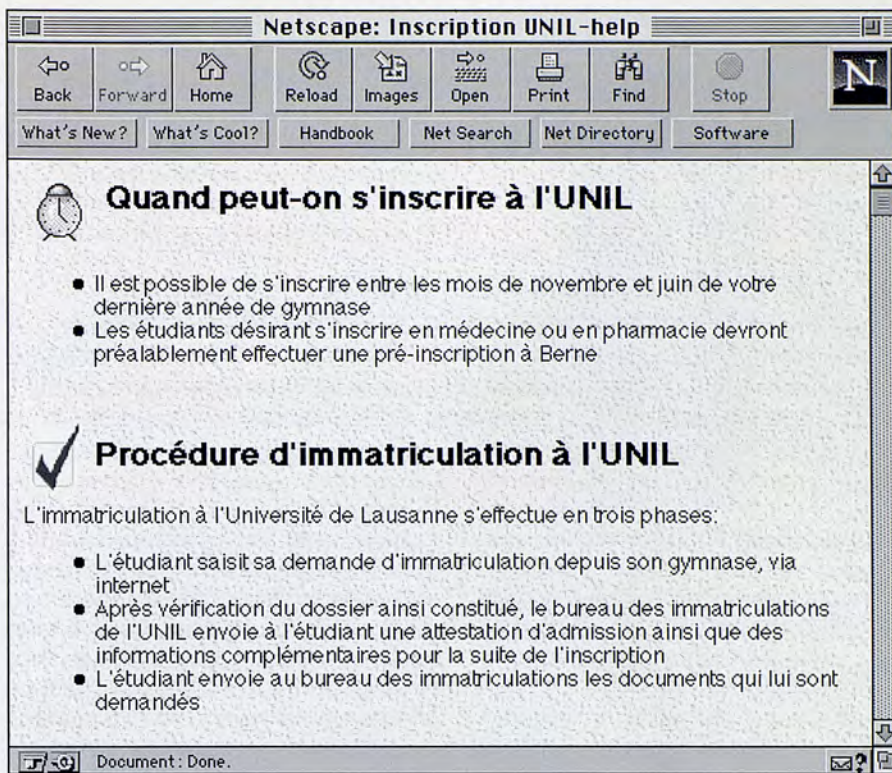 Netscape: Inscription UNIL-help
Back Forward Home Reload Images Open Print Find Stop
N
What's New? What's Cool? Handbook Net Search Net Directory Software
Quand peut-on s'inscrire à l'UNIL
Il est possible de s'inscrire entre les mois de novembre et juin de votre
dernière année de gymnase
Les étudiants désirant s'inscrire en médecine ou en pharmacie devront
préalablement effectuer une pré-inscription à Berne
Procédure d'immatriculation à l'UNIL
L'immatriculation à l'Université de Lausanne s'effectue en trois phases:
L'étudiant saisit sa demande d'immatriculation depuis son gymnase, via
internet
Après vérification du dossier ainsi constitué, le bureau des immatriculations
de l'UNIL envoie à l'étudiant une attestation d'admission ainsi que des
informations complémentaires pour la suite de l'inscription
L'étudiant envoie au bureau des immatriculations les documents qui lui sont
demandés
Document: Done.
?